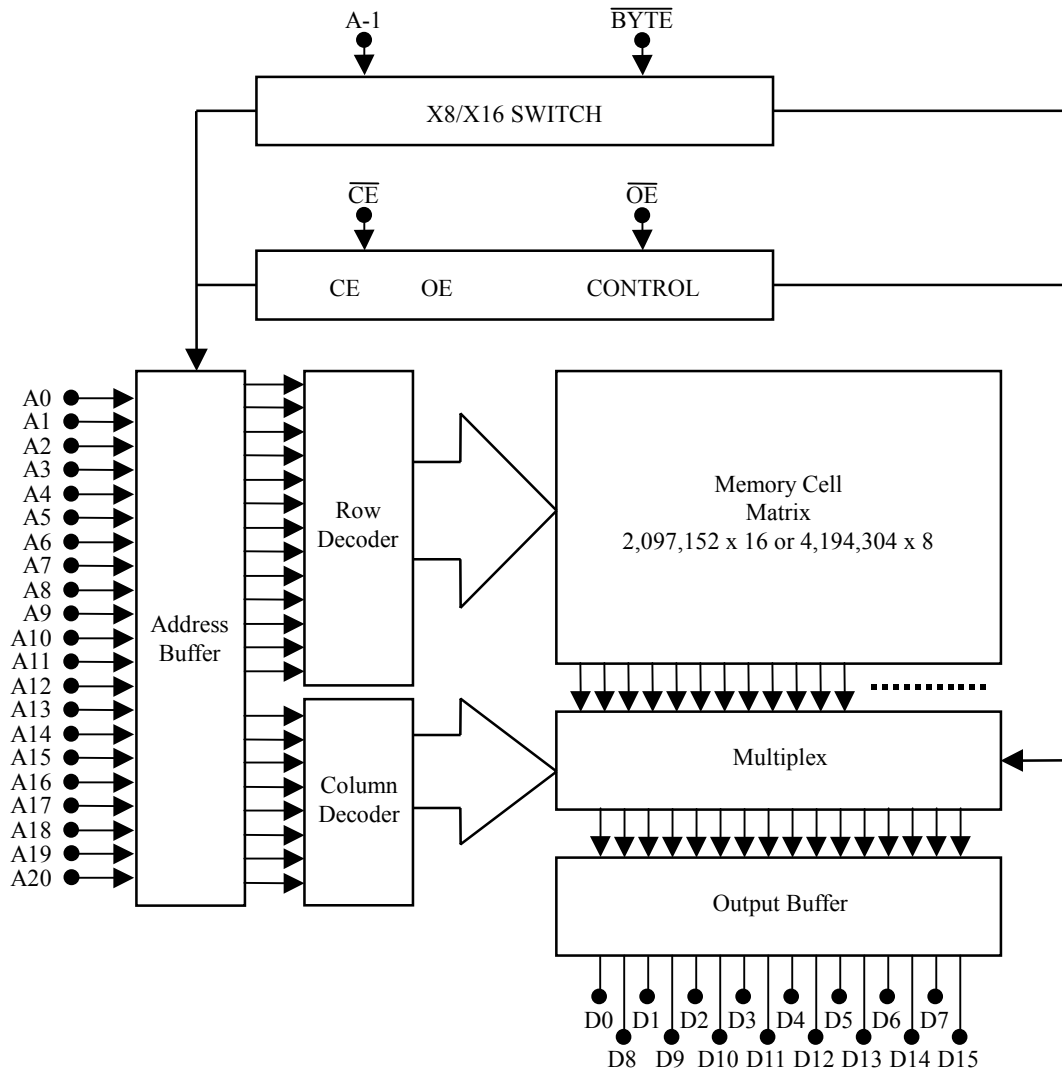 A-1
B̅Y̅T̅E̅
X8/X16 SWITCH
C̅E̅
O̅E̅
CE OE CONTROL
A0
A1
A2
A3
A4
A5
A6
A7
A8
A9
A10
A11
A12
A13
A14
A15
A16
A17
A18
A19
A20
Address
Buffer
Row
Decoder
Column
Decoder
Memory Cell
Matrix
2,097,152 x 16 or 4,194,304 x 8
Multiplex
Output Buffer
D0 D1 D2 D3 D4 D5 D6 D7
D8 D9 D10 D11 D12 D13 D14 D15